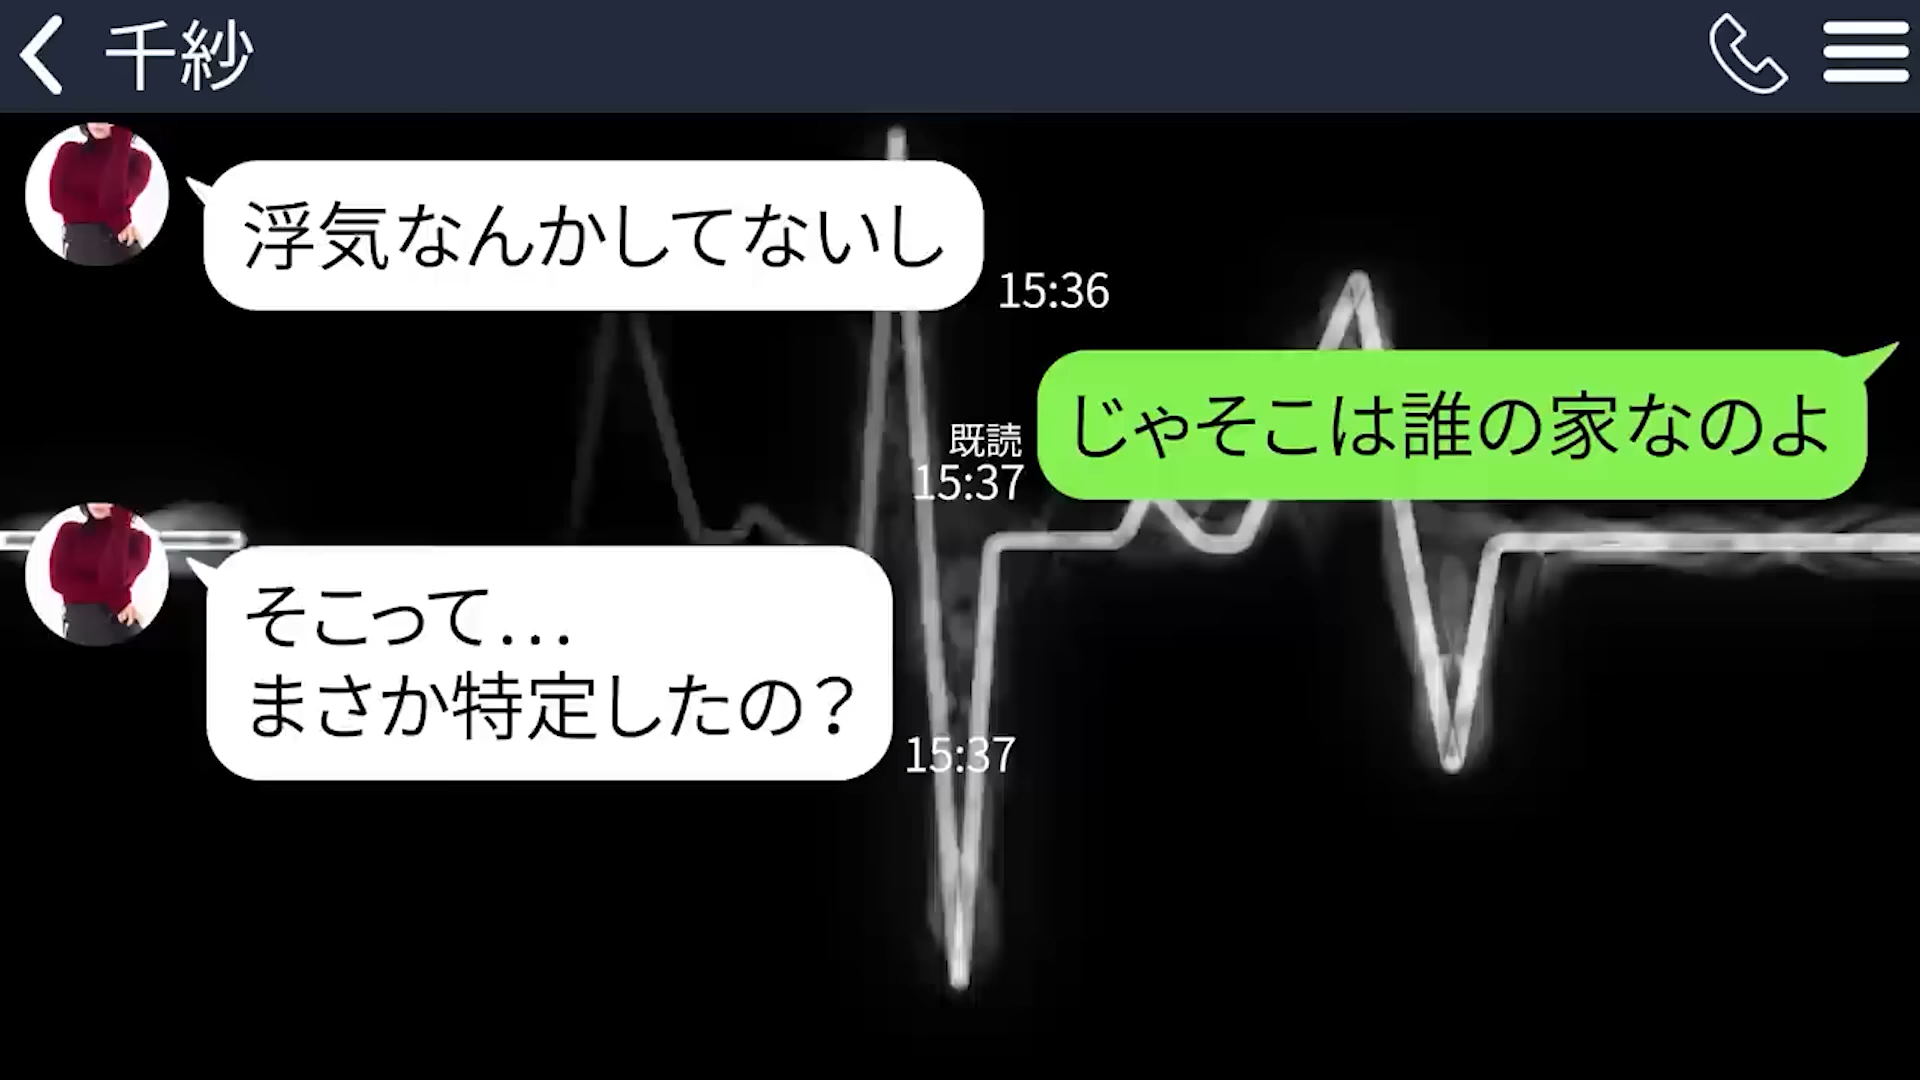 千紗
浮気なんかしてないし
15:36
じゃそこは誰の家なのよ
既読
15:37
そこって…
まさか特定したの？
15:37